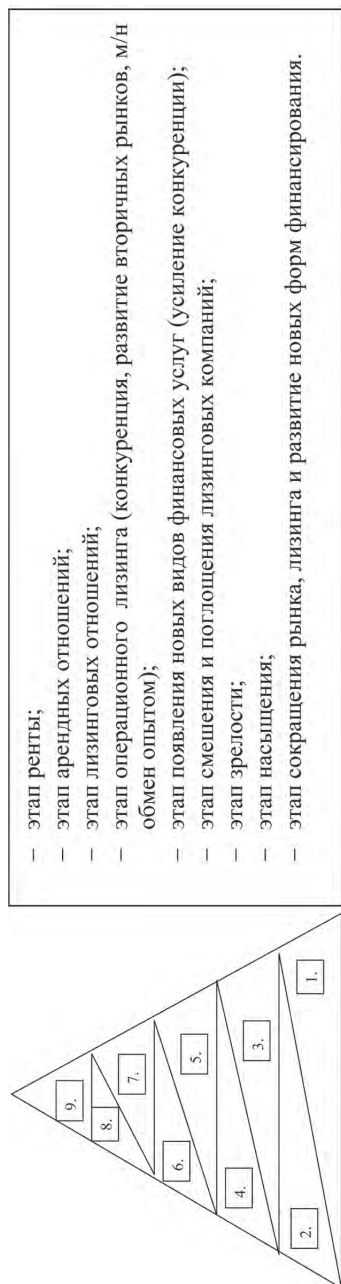 – этап ренты;
– этап арендных отношений;
– этап лизинговых отношений;
– этап операционного лизинга (конкуренция, развитие вторичных рынков, м/н
обмен опытом);
– этап появления новых видов финансовых услуг (усиление конкуренции);
– этап смешения и поглощения лизинговых компаний;
– этап зрелости;
– этап насыщения;
– этап сокращения рынка, лизинга и развитие новых форм финансирования.
9.
8.
7.
6.
5.
4.
3.
2.
1.